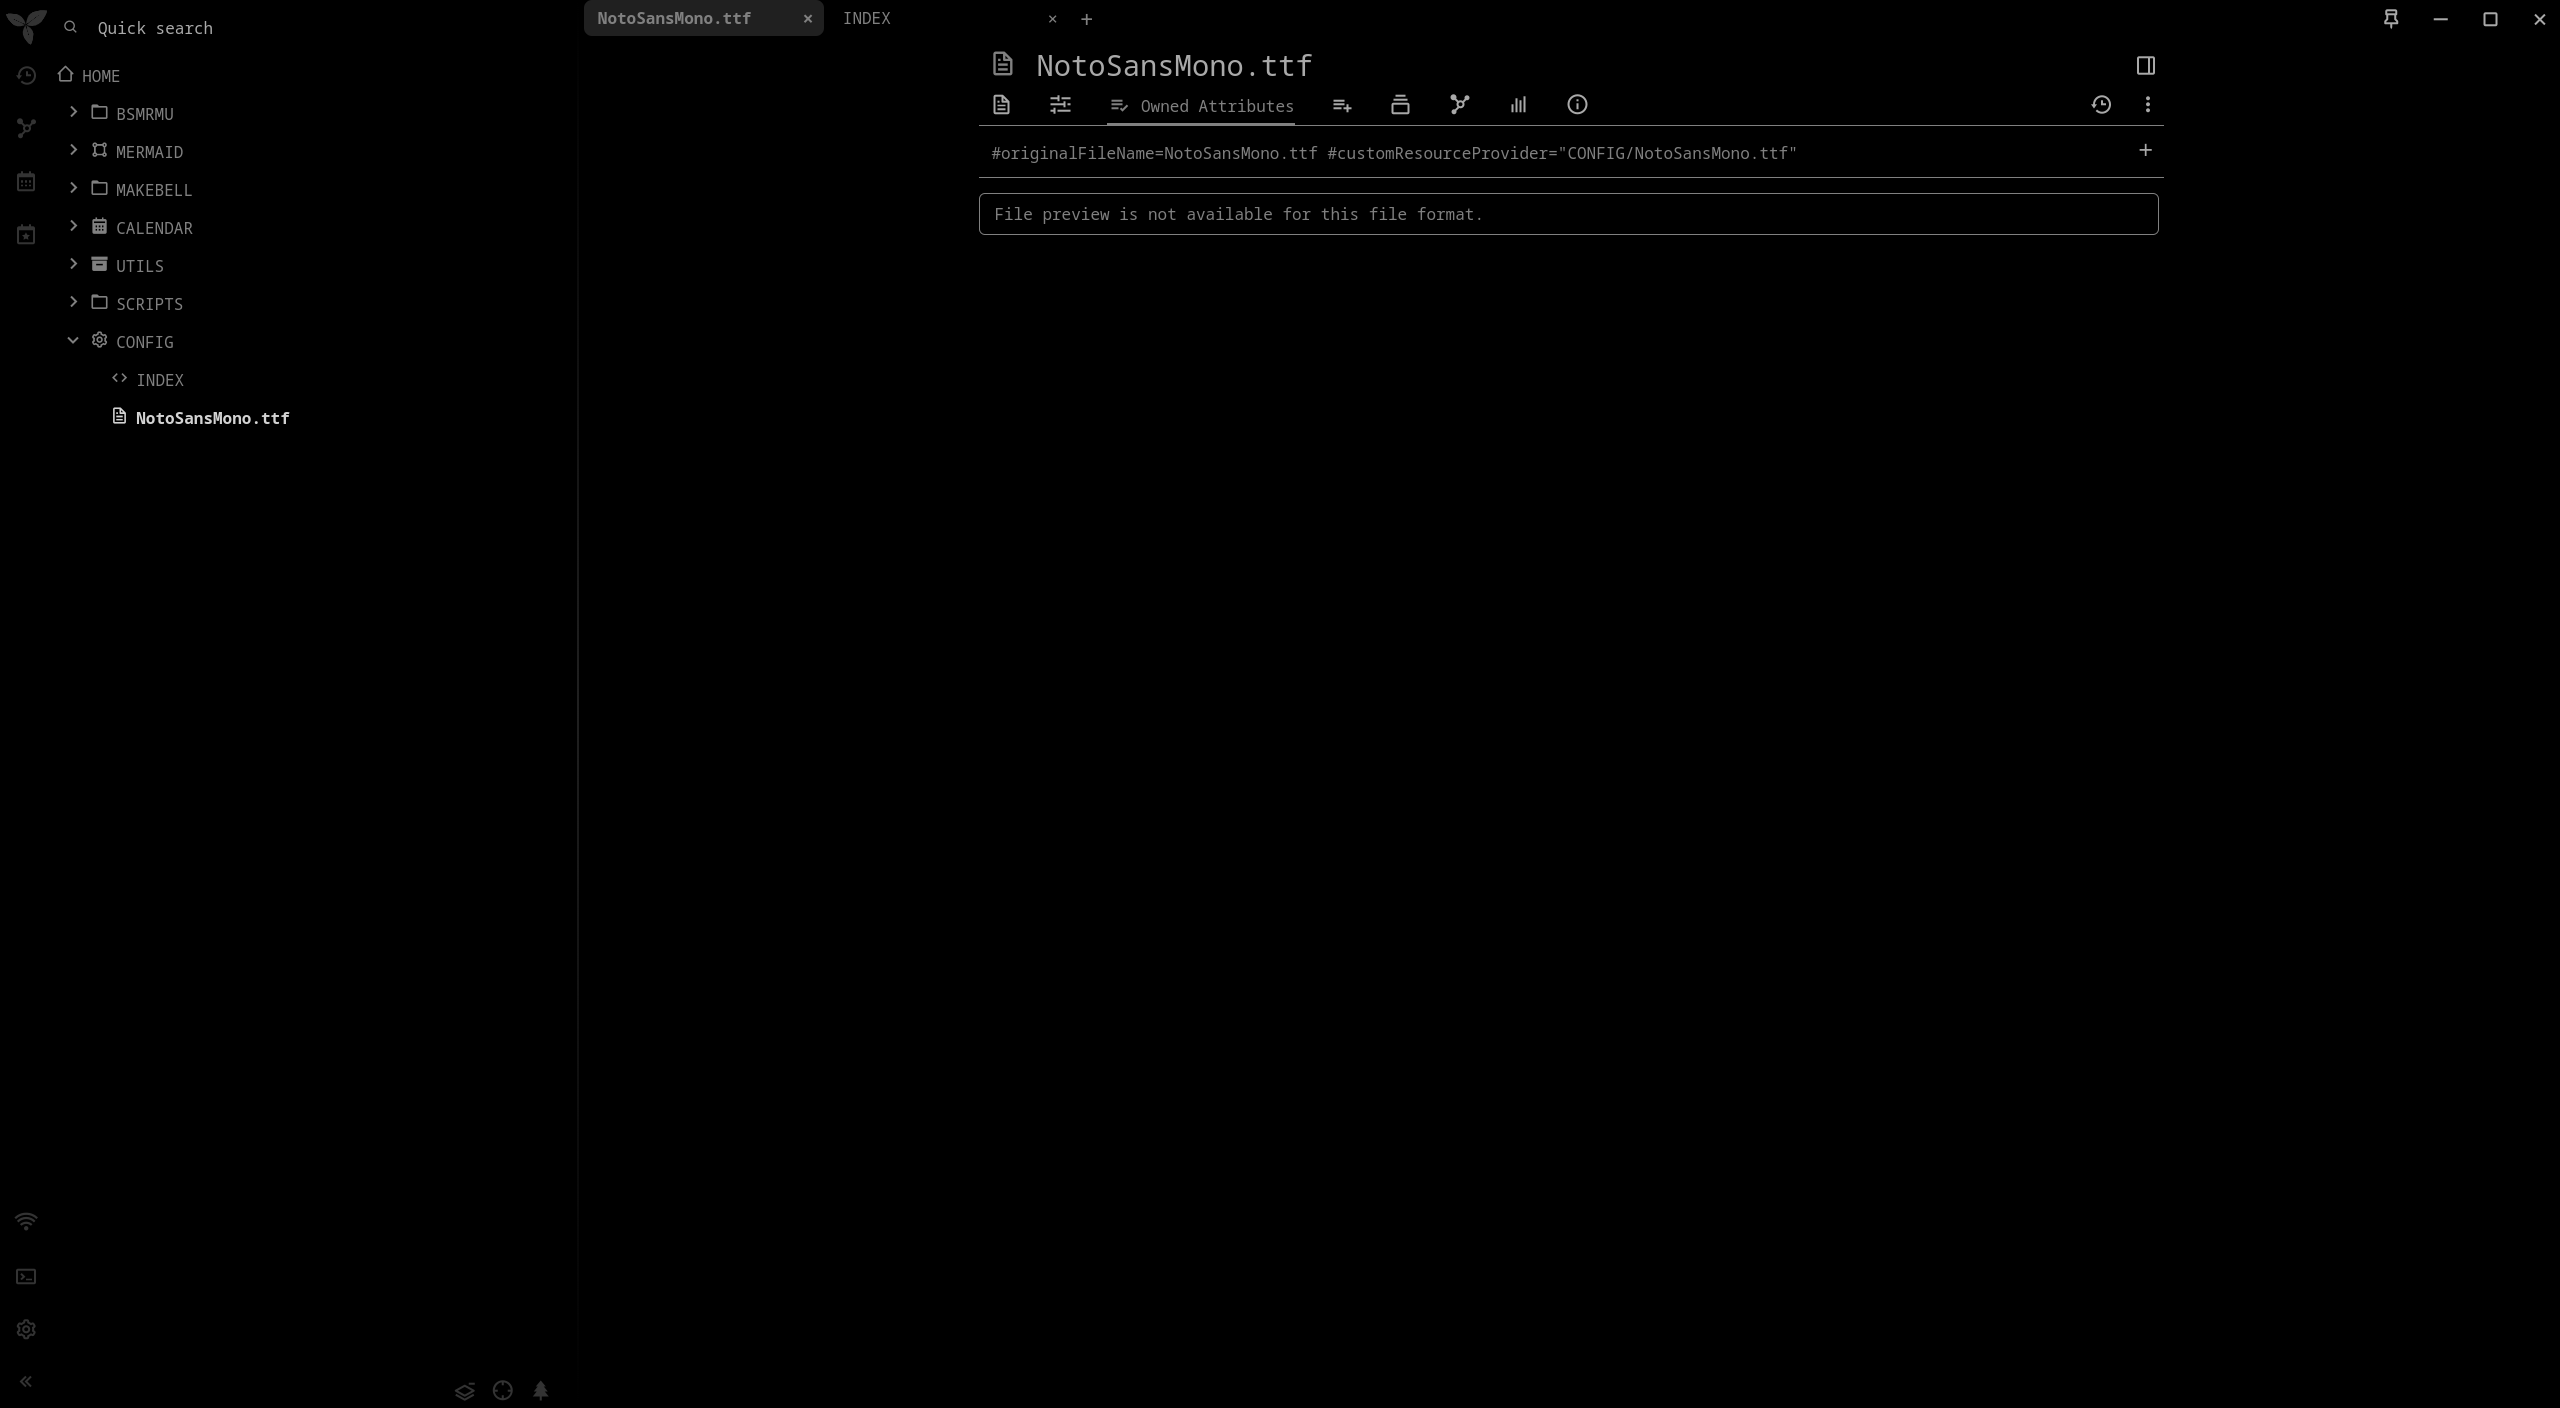 Quick search
NotoSansMono.ttf
INDEX
HOME
BSMRMU
MERMAID
MAKEBELL
CALENDAR
UTILS
SCRIPTS
CONFIG
INDEX
NotoSansMono.ttf
NotoSansMono.ttf
Owned Attributes
#originalFileName=NotoSansMono.ttf #customResourceProvider="CONFIG/NotoSansMono.ttf"
File preview is not available for this file format.